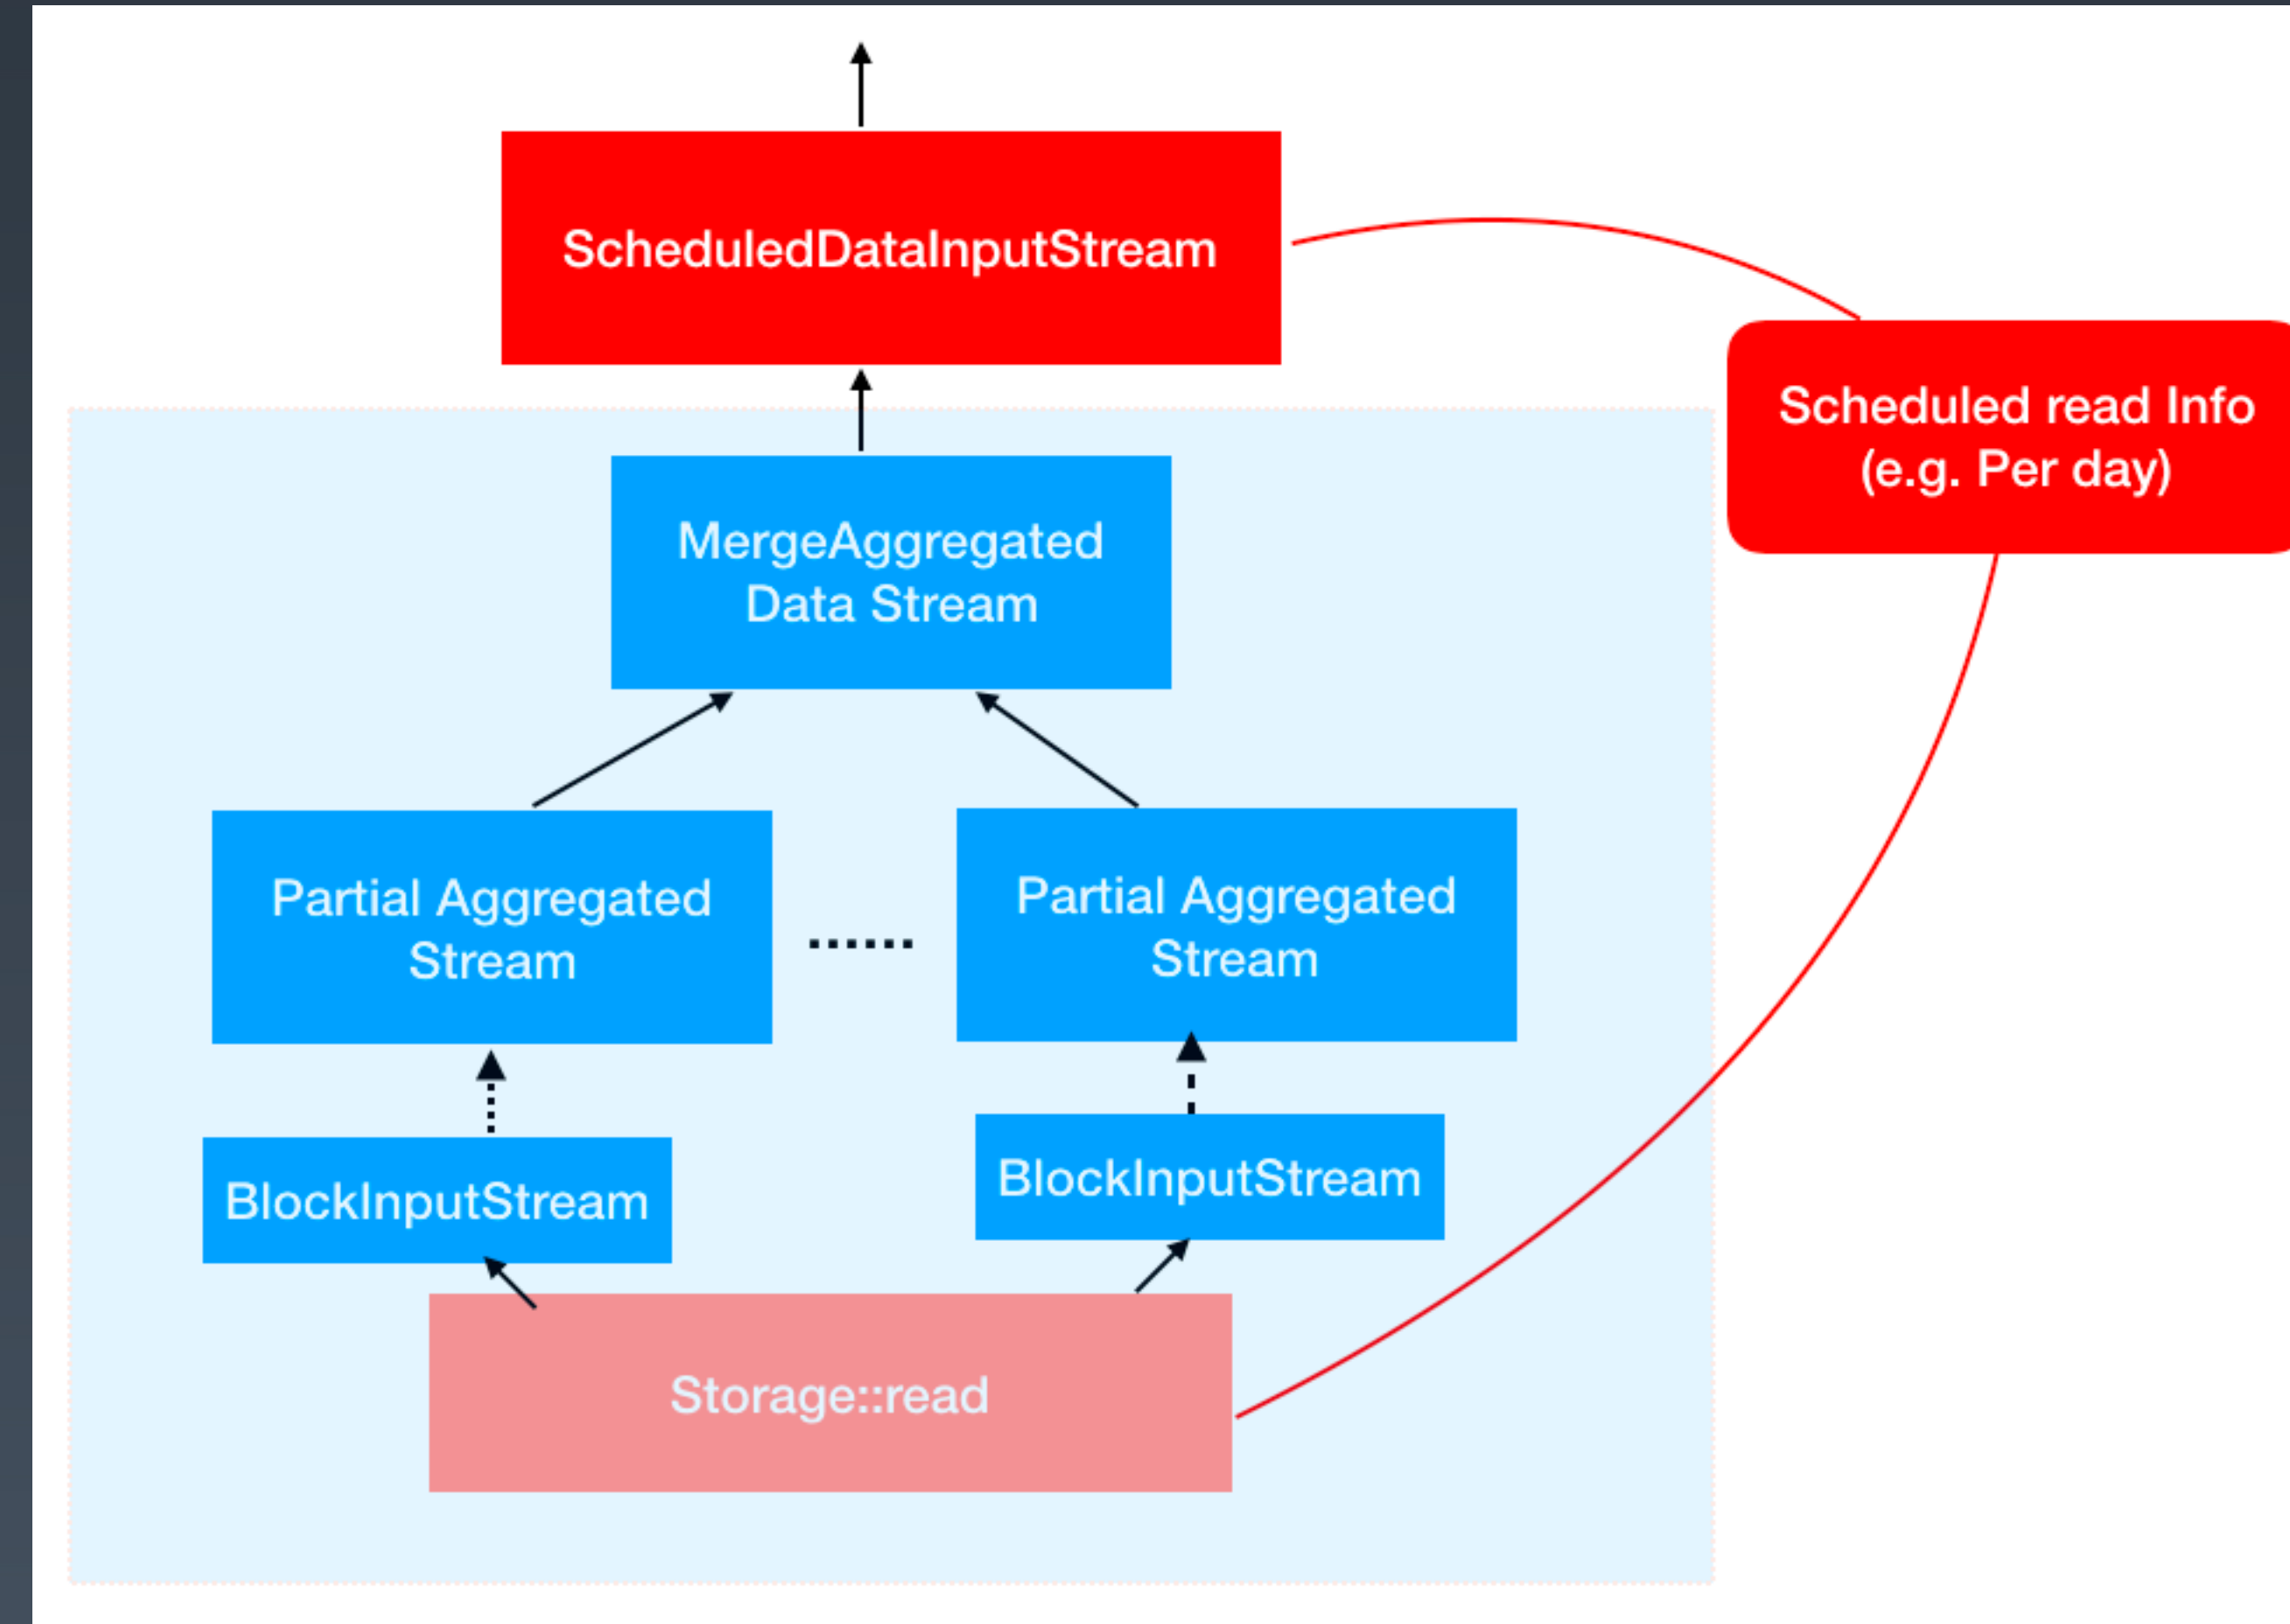 ScheduledDataInputStream
Scheduled read Info
(e.g. Per day)
MergeAggregated
Data Stream
Partial Aggregated
Stream
Partial Aggregated
Stream
BlockInputStream
BlockInputStream
Storage::read